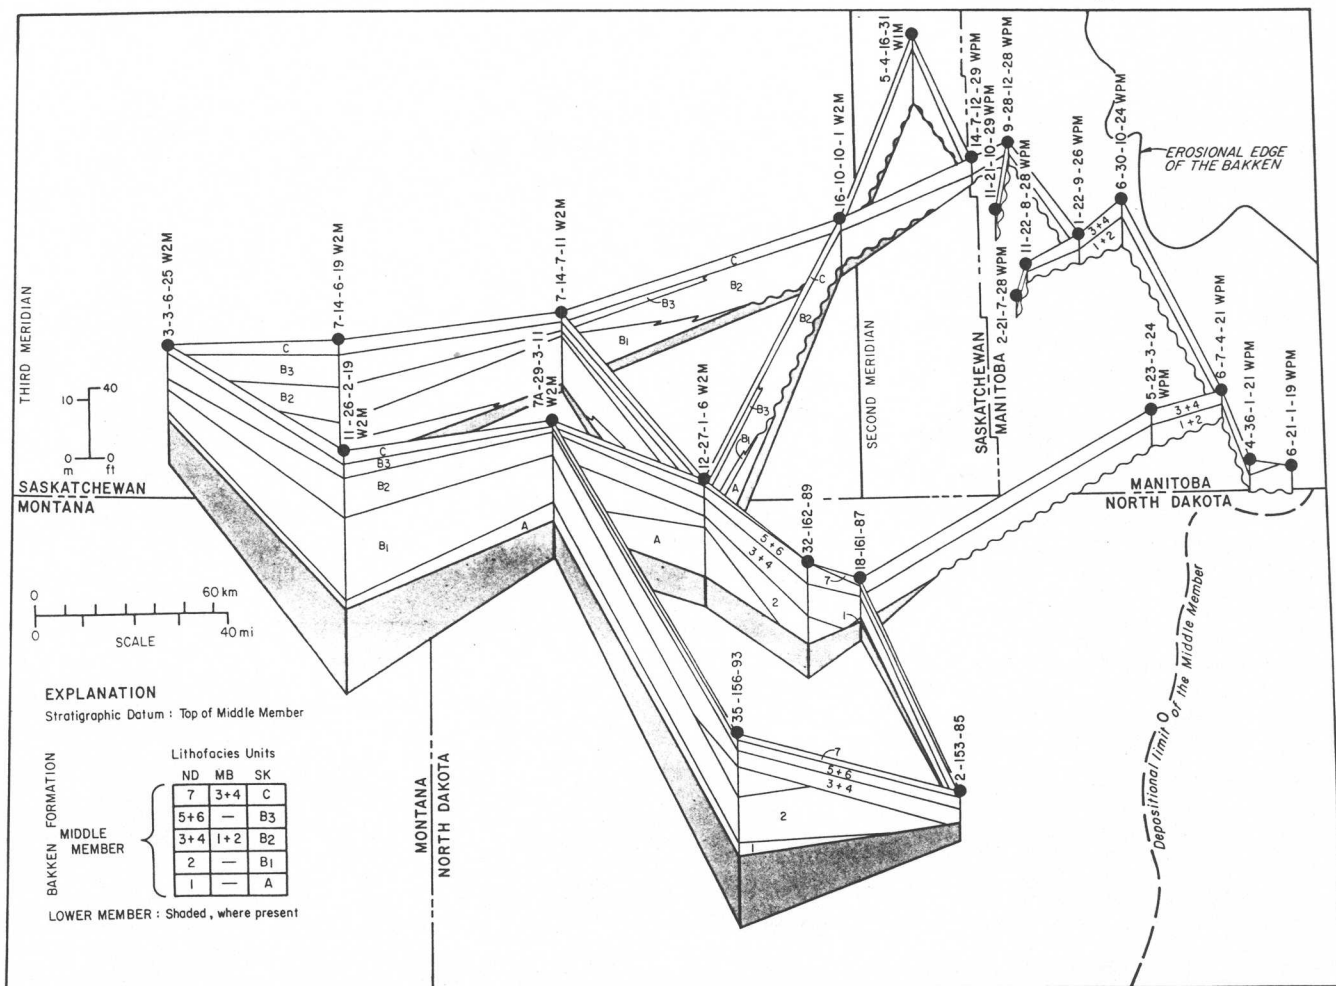 5-4-16-31
W1M
14-7-12-29 WPM
11-21-10-29 WPM
9-28-12-28 WPM
11-22-8-28 WPM
2-21-7-28 WPM
1-22-9-26 WPM
6-30-10-24 WPM
EROSIONAL EDGE
OF THE BAKKEN
16-10-10-1 W2M
3-3-6-25 W2M
7-14-6-19 W2M
7-14-7-11 W2M
11-26-2-19
W2M
7A-29-3-11
W2M
12-27-1-6 W2M
32-162-89
18-161-87
35-156-93
2-153-85
5-23-3-24
WPM
6-7-4-21 WPM
4-36-1-21 WPM
6-21-1-19 WPM
THIRD MERIDIAN
SECOND MERIDIAN
SASKATCHEWAN
MANITOBA
C
B3
B2
C
B3
B2
B1
C
B3
B2
B1
A
C
B2
B3
B1
A
A
5+6
3+4
2
7
1
7
5+6
3+4
2
1
3+4
1+2
3+4
1+2
10
0
m
40
0
ft
SASKATCHEWAN
MONTANA
MANITOBA
NORTH DAKOTA
MONTANA
NORTH DAKOTA
0
60 km
0
40 mi
SCALE
Depositional limit 0
of the Middle Member
EXPLANATION
Stratigraphic Datum : Top of Middle Member
Lithofacies Units
ND MB SK
7 3+4 C
5+6 — B3
3+4 1+2 B2
2 — B1
1 — A
BAKKEN FORMATION
MIDDLE
MEMBER
LOWER MEMBER : Shaded, where present